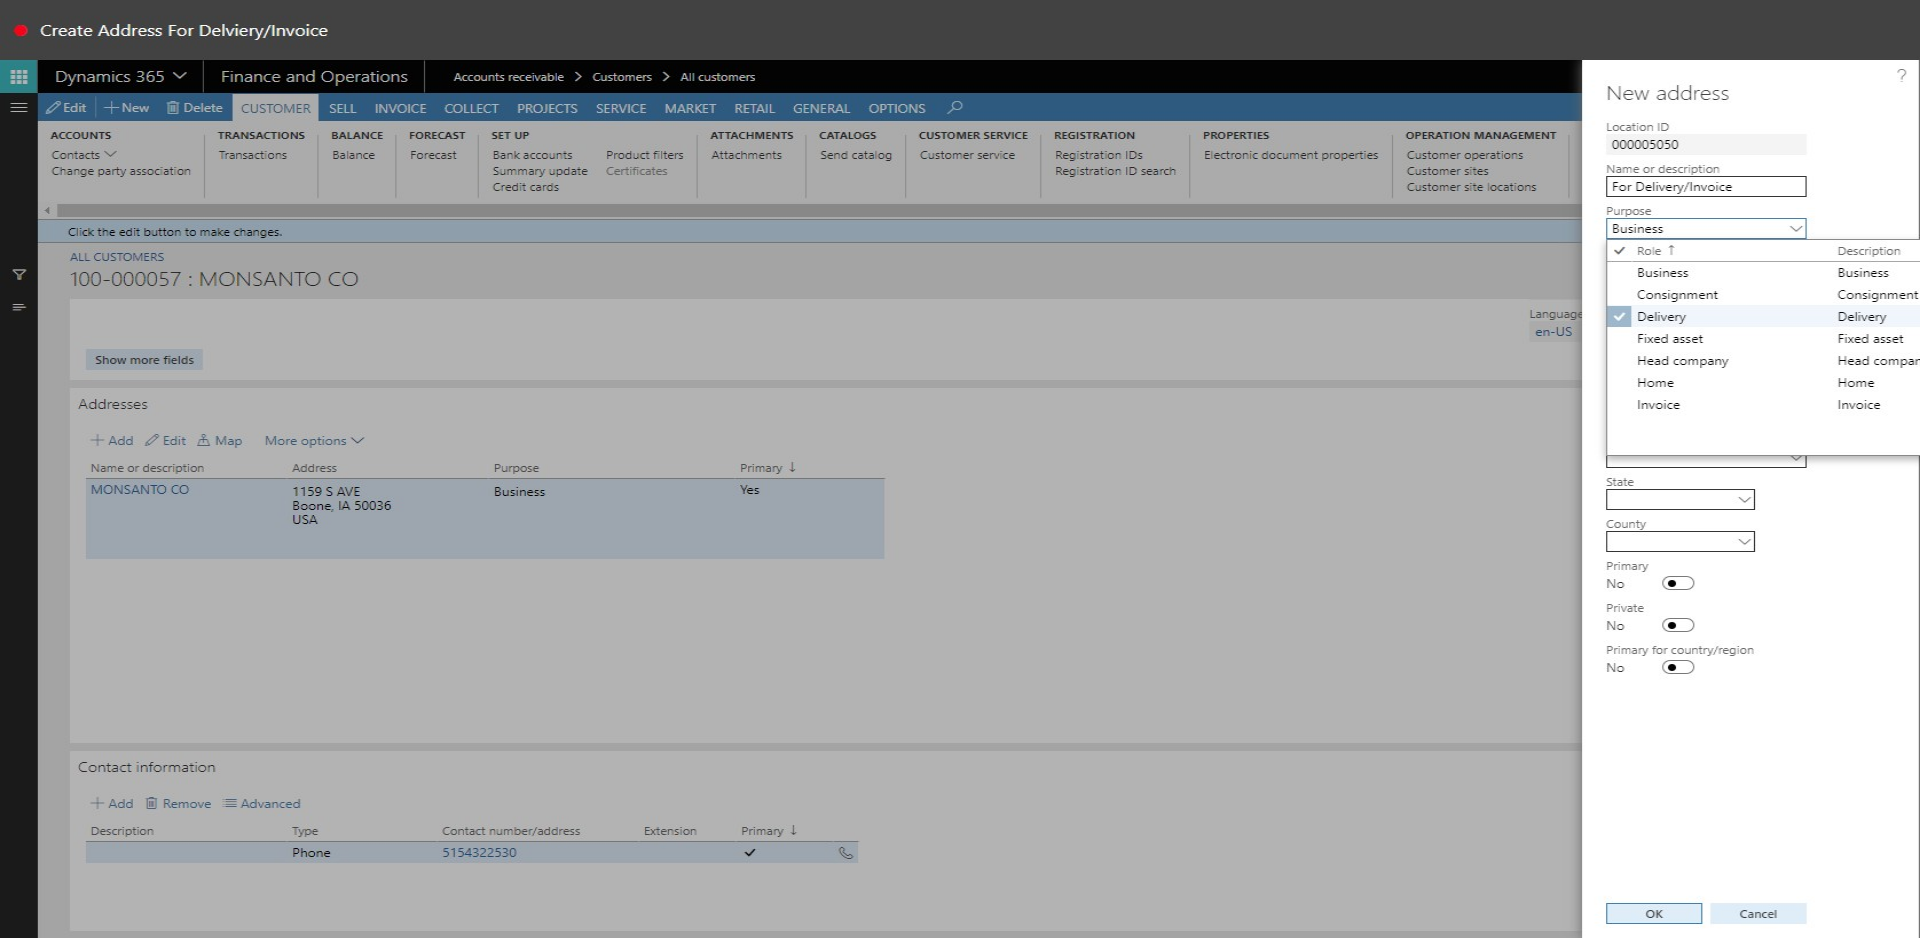 Create Address For Delviery/Invoice
Dynamics 365
Finance and Operations
Accounts receivable > Customers > All customers
Edit
New
Delete
CUSTOMER
SELL
INVOICE
COLLECT
PROJECTS
SERVICE
MARKET
RETAIL
GENERAL
OPTIONS
ACCOUNTS
Contacts
Change party association
TRANSACTIONS
Transactions
BALANCE
Balance
FORECAST
Forecast
SET UP
Bank accounts
Summary update
Credit cards
Product filters
Certificates
ATTACHMENTS
Attachments
CATALOGS
Send catalog
CUSTOMER SERVICE
Customer service
REGISTRATION
Registration IDs
Registration ID search
PROPERTIES
Electronic document properties
OPERATION MANAGEMENT
Customer operations
Customer sites
Customer site locations
Click the edit button to make changes.
ALL CUSTOMERS
100-000057 : MONSANTO CO
Language
en-US
Show more fields
Addresses
Add
Edit
Map
More options
Name or description Address Purpose Primary ↓
MONSANTO CO
1159 S AVE
Boone, IA 50036
USA
Business
Yes
Contact information
Add
Remove
Advanced
Description Type Contact number/address Extension Primary ↓
Phone 5154322530
?
New address
Location ID
000005050
Name or description
For Delivery/Invoice
Purpose
Business
Role ↑ Description
Business Business
Consignment Consignment
Delivery Delivery
Fixed asset Fixed asset
Head company Head compar
Home Home
Invoice Invoice
State
County
Primary
No
Private
No
Primary for country/region
No
OK
Cancel